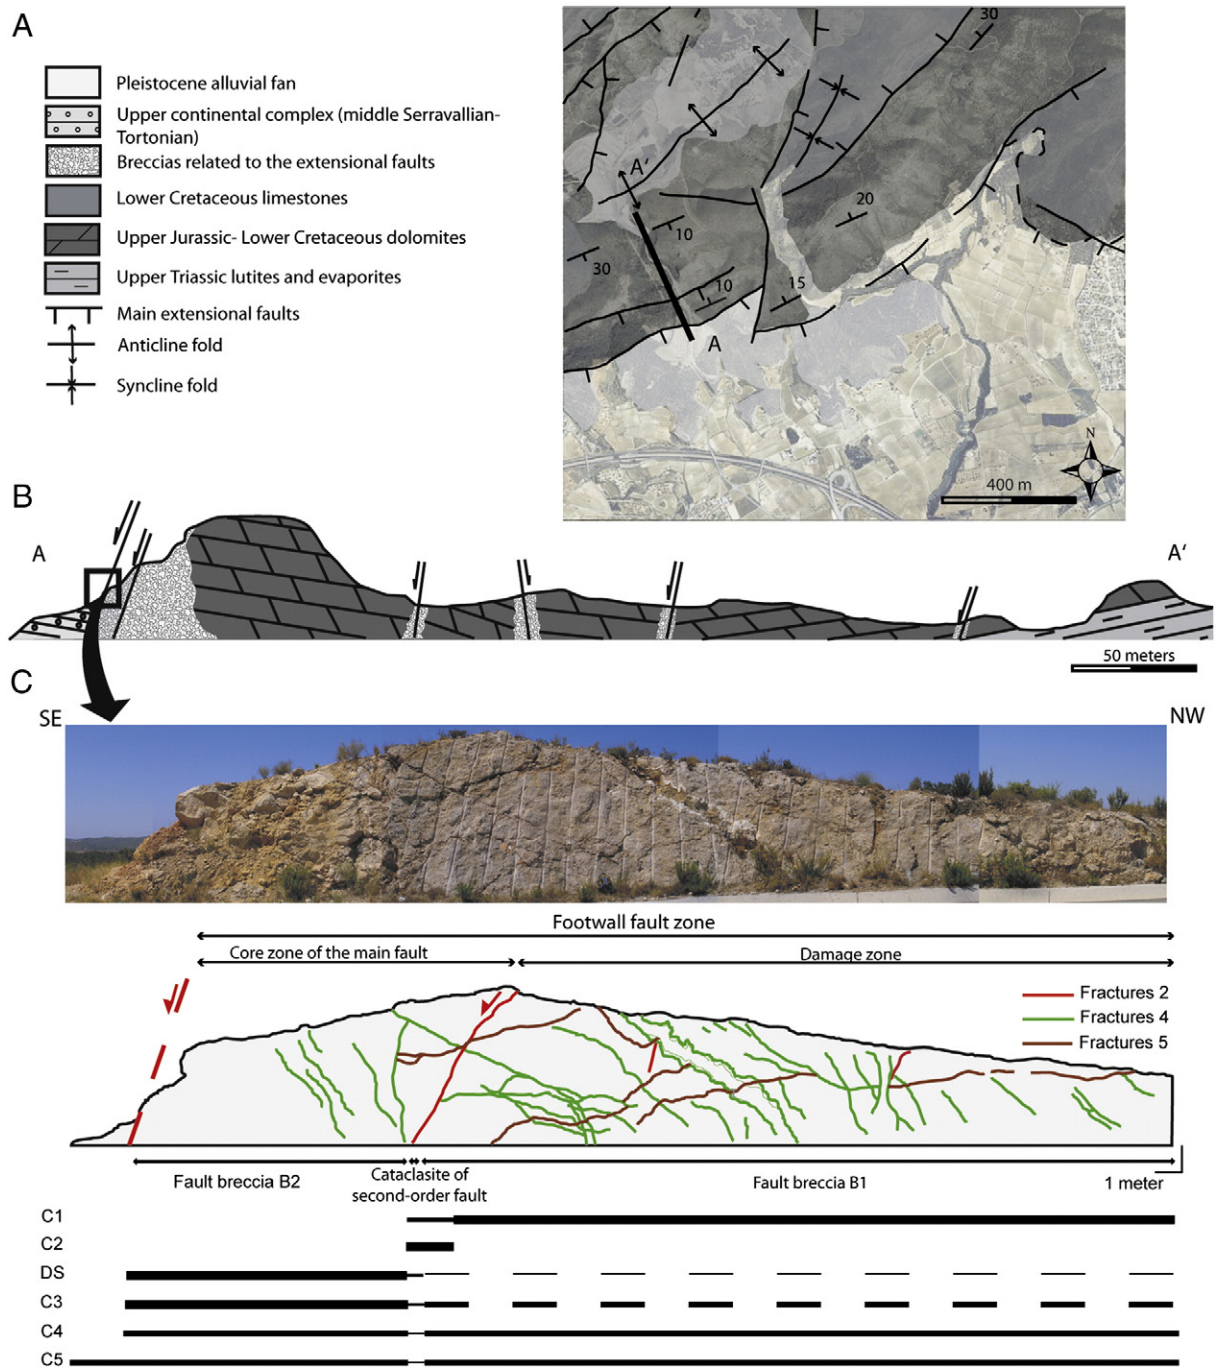 A
Pleistocene alluvial fan
Upper continental complex (middle Serravallian-
Tortonian)
Breccias related to the extensional faults
Lower Cretaceous limestones
Upper Jurassic- Lower Cretaceous dolomites
Upper Triassic lutites and evaporites
Main extensional faults
Anticline fold
Syncline fold
30
A'
20
10
30
10
15
A
N
400 m
B
A
A'
50 meters
C
SE
NW
Footwall fault zone
Core zone of the main fault
Damage zone
Fractures 2
Fractures 4
Fractures 5
Fault breccia B2
Cataclasite of
second-order fault
Fault breccia B1
1 meter
C1
C2
DS
C3
C4
C5